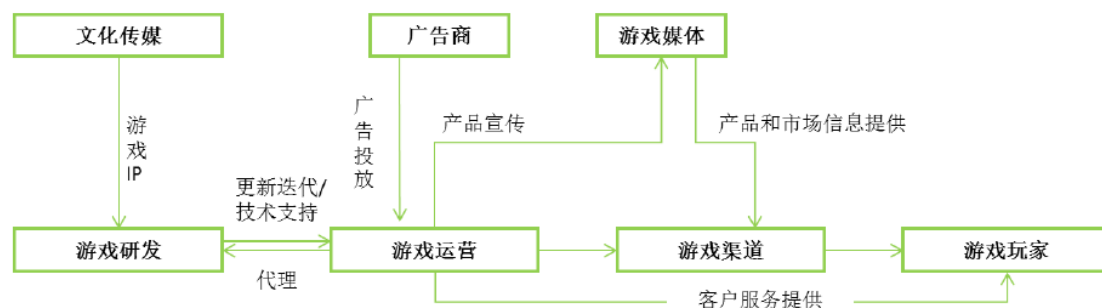 文化传媒
广告商
游戏媒体
游
戏
IP
广
告
投
放
产品宣传
产品和市场信息提供
更新迭代/
技术支持
游戏研发
游戏运营
游戏渠道
游戏玩家
代理
客户服务提供